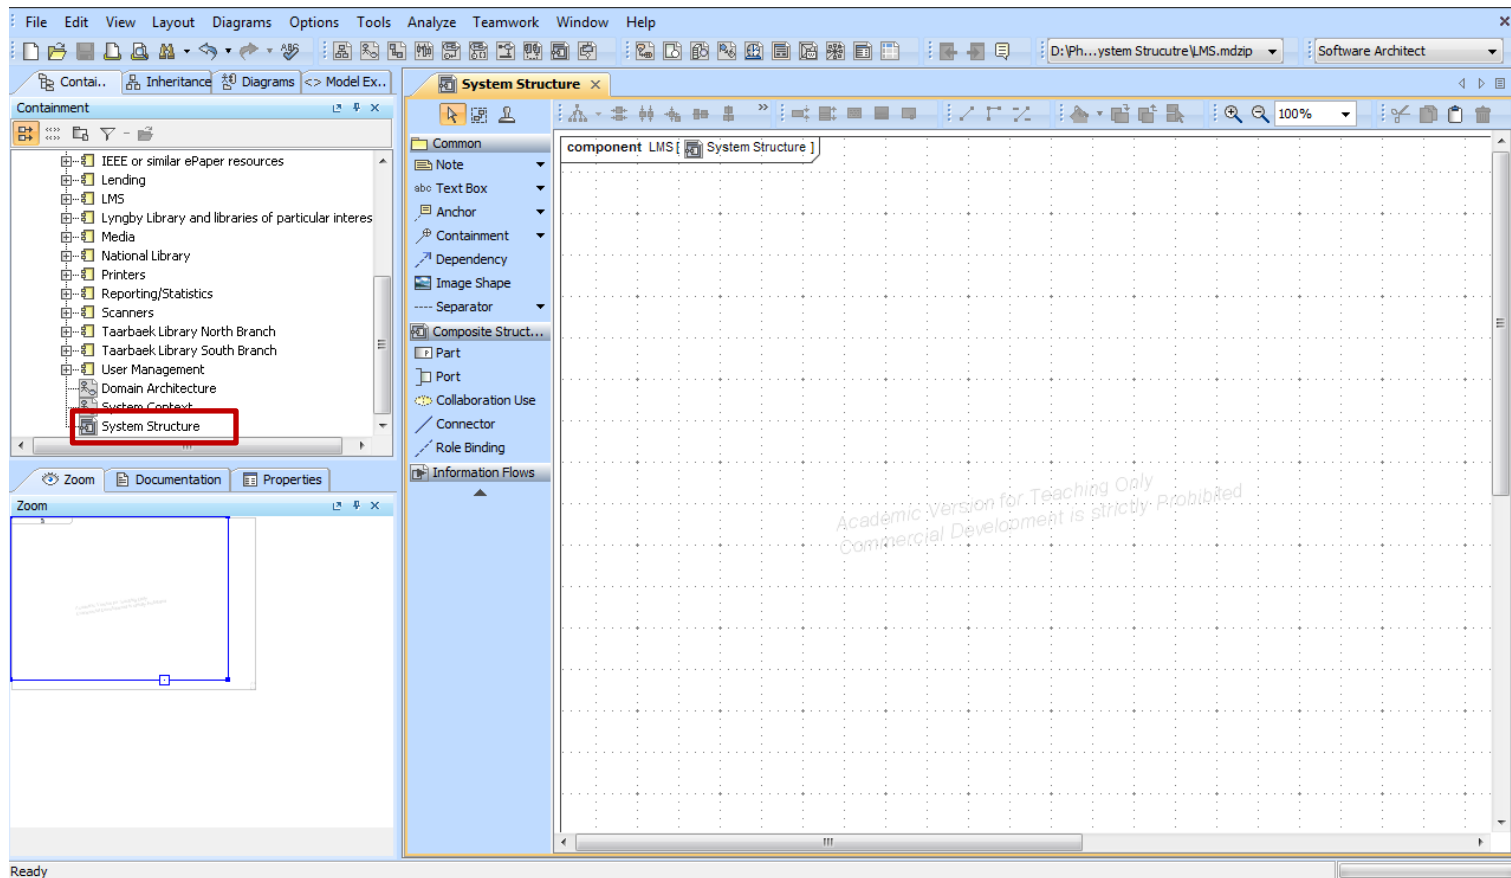 File Edit View Layout Diagrams Options Tools Analyze Teamwork Window Help
D:\Ph...ystem Strucutre\LMS.mdzip
Software Architect
Contai.. Inheritance Diagrams <> Model Ex..
System Structure
Containment
100%
IEEE or similar ePaper resources
Lending
LMS
Lyngby Library and libraries of particular interes
Media
National Library
Printers
Reporting/Statistics
Scanners
Taarbaek Library North Branch
Taarbaek Library South Branch
User Management
Domain Architecture
System Context
System Structure
Zoom Documentation Properties
Zoom
Common
Note
abc Text Box
Anchor
Containment
Dependency
Image Shape
Separator
Composite Struct...
Part
Port
Collaboration Use
Connector
Role Binding
Information Flows
component LMS[ System Structure ]
Academic Version for Teaching Only
Commercial Development is strictly Prohibited
Ready